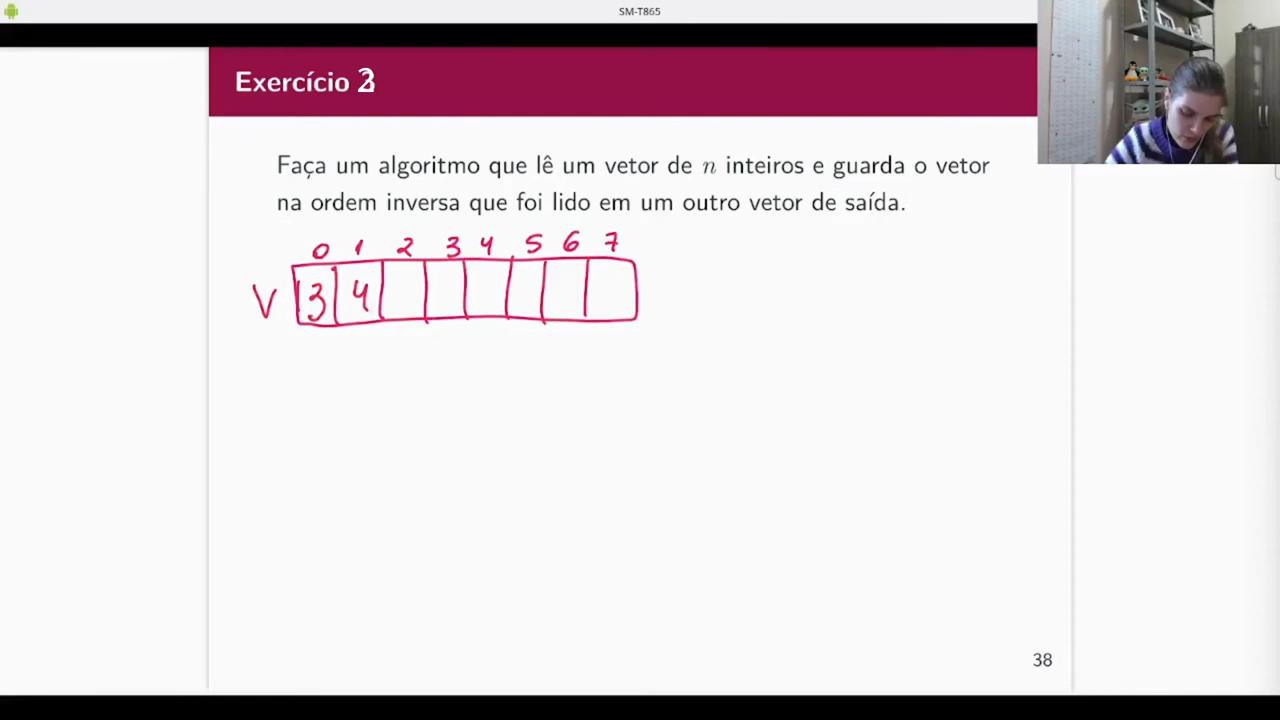 SM-T865
Exercício 2
Faça um algoritmo que lê um vetor de n inteiros e guarda o vetor
na ordem inversa que foi lido em um outro vetor de saída.
0 1 2 3 4 5 6 7
V 3 4
38